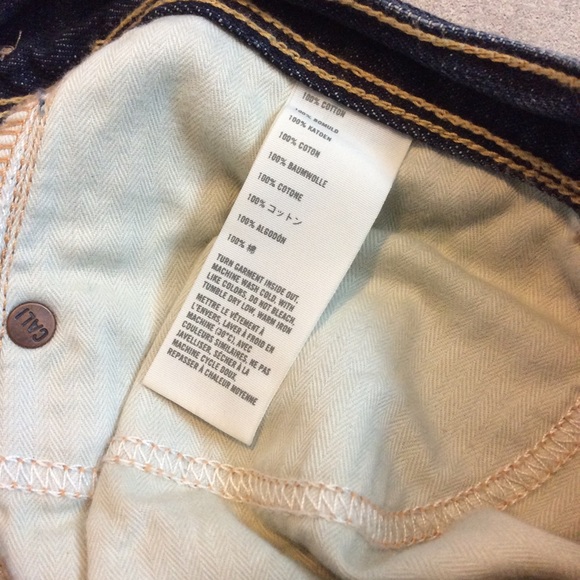 100% COTTON
100% BOMULD
100% KATOEN
100% COTON
100% BAUMWOLLE
100% COTONE
100% コットン
100% ALGODÓN
100% 棉
TURN GARMENT INSIDE OUT,
MACHINE WASH COLD, WITH
LIKE COLORS, DO NOT BLEACH,
TUMBLE DRY LOW, WARM IRON
METTRE LE VÊTEMENT À
L'ENVERS, LAVER À FROID EN
MACHINE (30°C), AVEC
COULEURS SIMILAIRES, NE PAS
JAVELLISER, SÉCHER À LA
MACHINE CYCLE DOUX,
REPASSER À CHALEUR MOYENNE
CALI